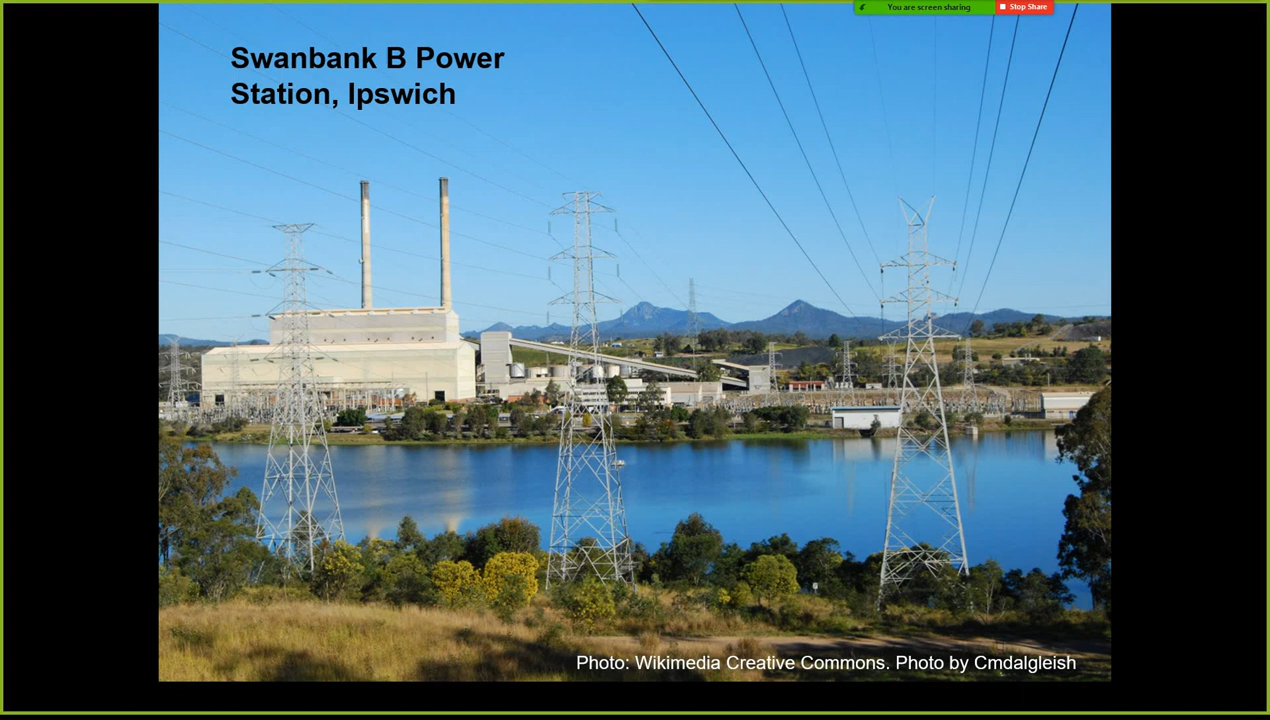 You are screen sharing
Stop Share
Swanbank B Power
Station, Ipswich
Photo: Wikimedia Creative Commons. Photo by Cmdalgleish